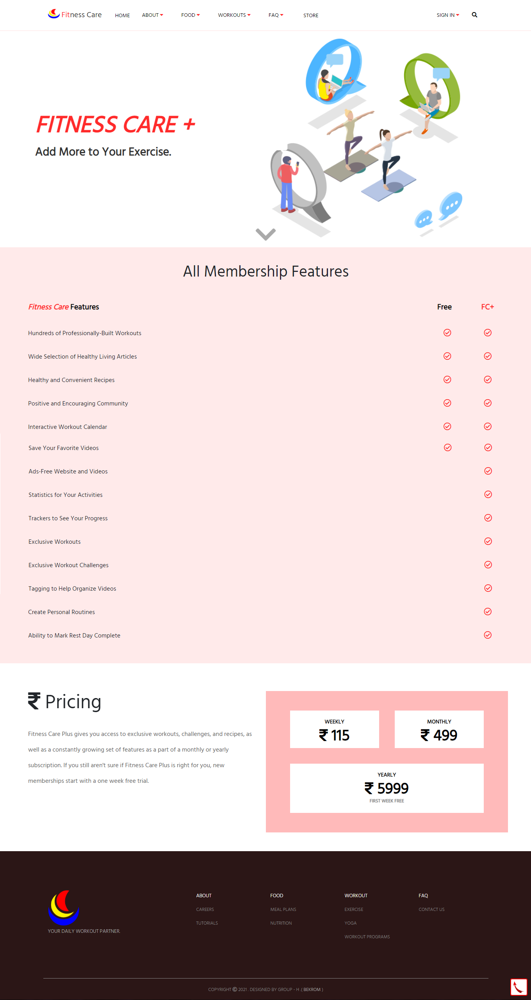 Fitness Care HOME ABOUT FOOD WORKOUTS FAQ STORE SIGN IN
FITNESS CARE +
Add More to Your Exercise.
All Membership Features
Fitness Care Features Free FC+
Hundreds of Professionally-Built Workouts
Wide Selection of Healthy Living Articles
Healthy and Convenient Recipes
Positive and Encouraging Community
Interactive Workout Calendar
Save Your Favorite Videos
Ads-Free Website and Videos
Statistics for Your Activities
Trackers to See Your Progress
Exclusive Workouts
Exclusive Workout Challenges
Tagging to Help Organize Videos
Create Personal Routines
Ability to Mark Rest Day Complete
₹ Pricing
Fitness Care Plus gives you access to exclusive workouts, challenges, and recipes, as
well as a constantly growing set of features as a part of a monthly or yearly
subscription. If you still aren't sure if Fitness Care Plus is right for you, new
memberships start with a one week free trial.
WEEKLY
₹ 115
MONTHLY
₹ 499
YEARLY
₹ 5999
FIRST WEEK FREE
YOUR DAILY WORKOUT PARTNER.
ABOUT
CAREERS
TUTORIALS
FOOD
MEAL PLANS
NUTRITION
WORKOUT
EXERCISE
YOGA
WORKOUT PROGRAMS
FAQ
CONTACT US
COPYRIGHT © 2021 . DESIGNED BY GROUP - H .( BEKROM )